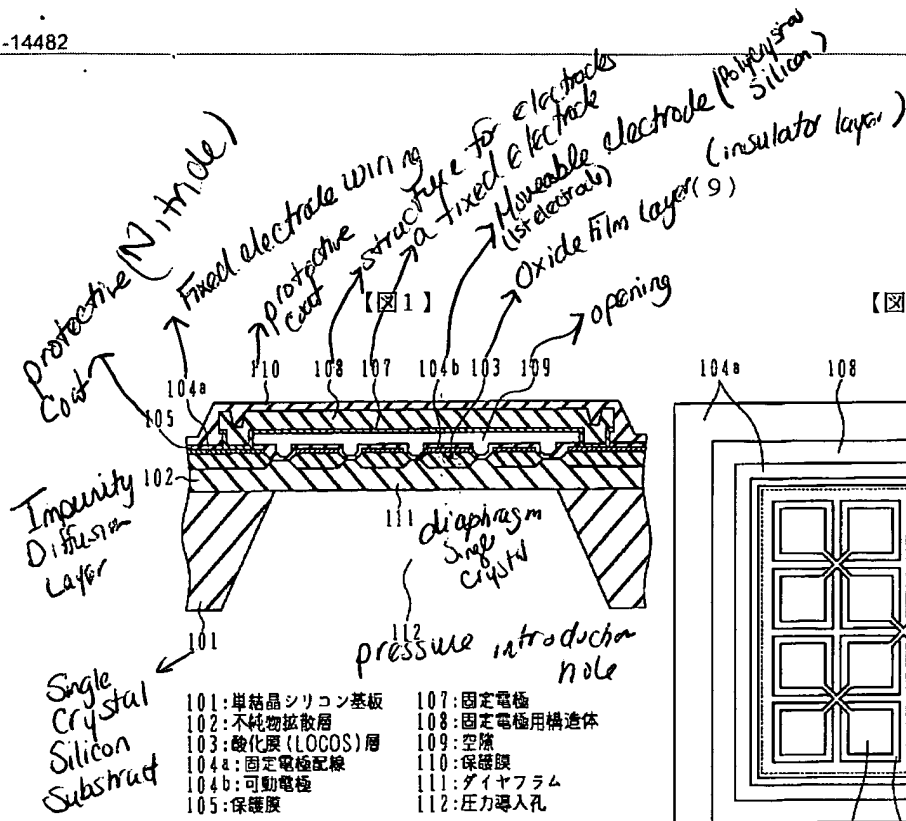 -14482
protective (Nitride)
Coat
Fixed electrode wiring
protective
coat
structure for electrodes
a fixed electrode
Moveable electrode (Polycrystal
Silicon)
(1st electrode)
Oxide Film layer (9)
(insulator layer)
opening
【図1】
【図
104a
105
110
108
107
104b
103
109
104a
108
Impurity
Diffusion
Layer
102
111
diaphragm
single
crystal
101
112
pressure introduction
hole
Single
Crystal
Silicon
Substruct
101:単結晶シリコン基板
102:不純物拡散層
103:酸化膜(LOCOS)層
104a:固定電極配線
104b:可動電極
105:保護膜
107:固定電極
108:固定電極用構造体
109:空隙
110:保護膜
111:ダイヤフラム
112:圧力導入孔